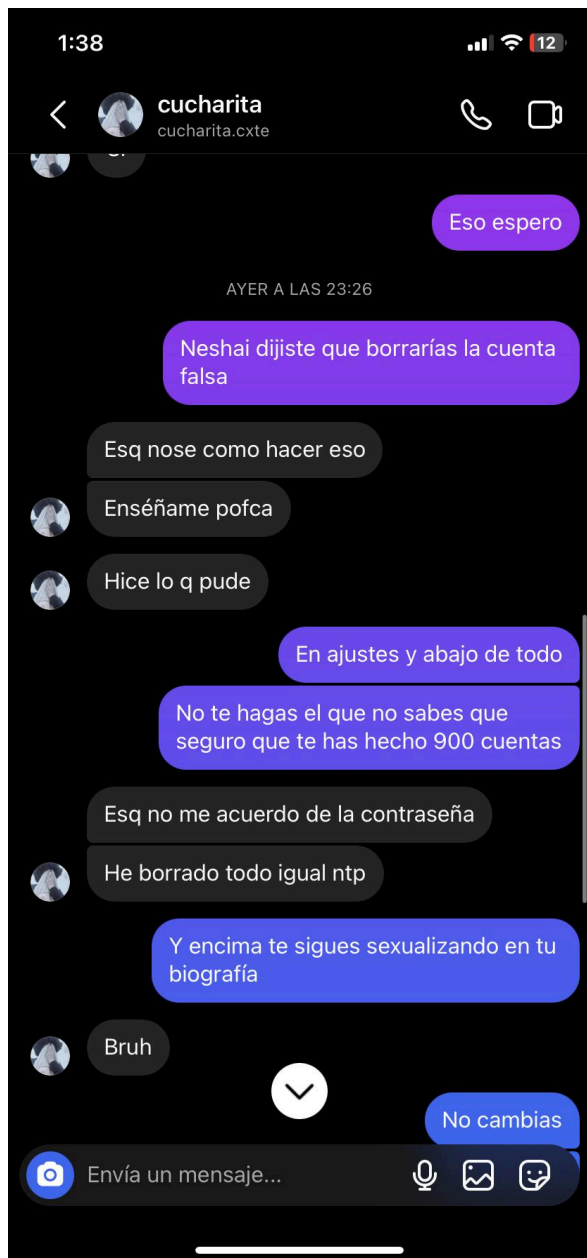 1:38
12
cucharita
cucharita.cxte
Eso espero
AYER A LAS 23:26
Neshai dijiste que borrarías la cuenta
falsa
Esq nose como hacer eso
Enséñame pofca
Hice lo q pude
En ajustes y abajo de todo
No te hagas el que no sabes que
seguro que te has hecho 900 cuentas
Esq no me acuerdo de la contraseña
He borrado todo igual ntp
Y encima te sigues sexualizando en tu
biografía
Bruh
No cambias
Envía un mensaje...